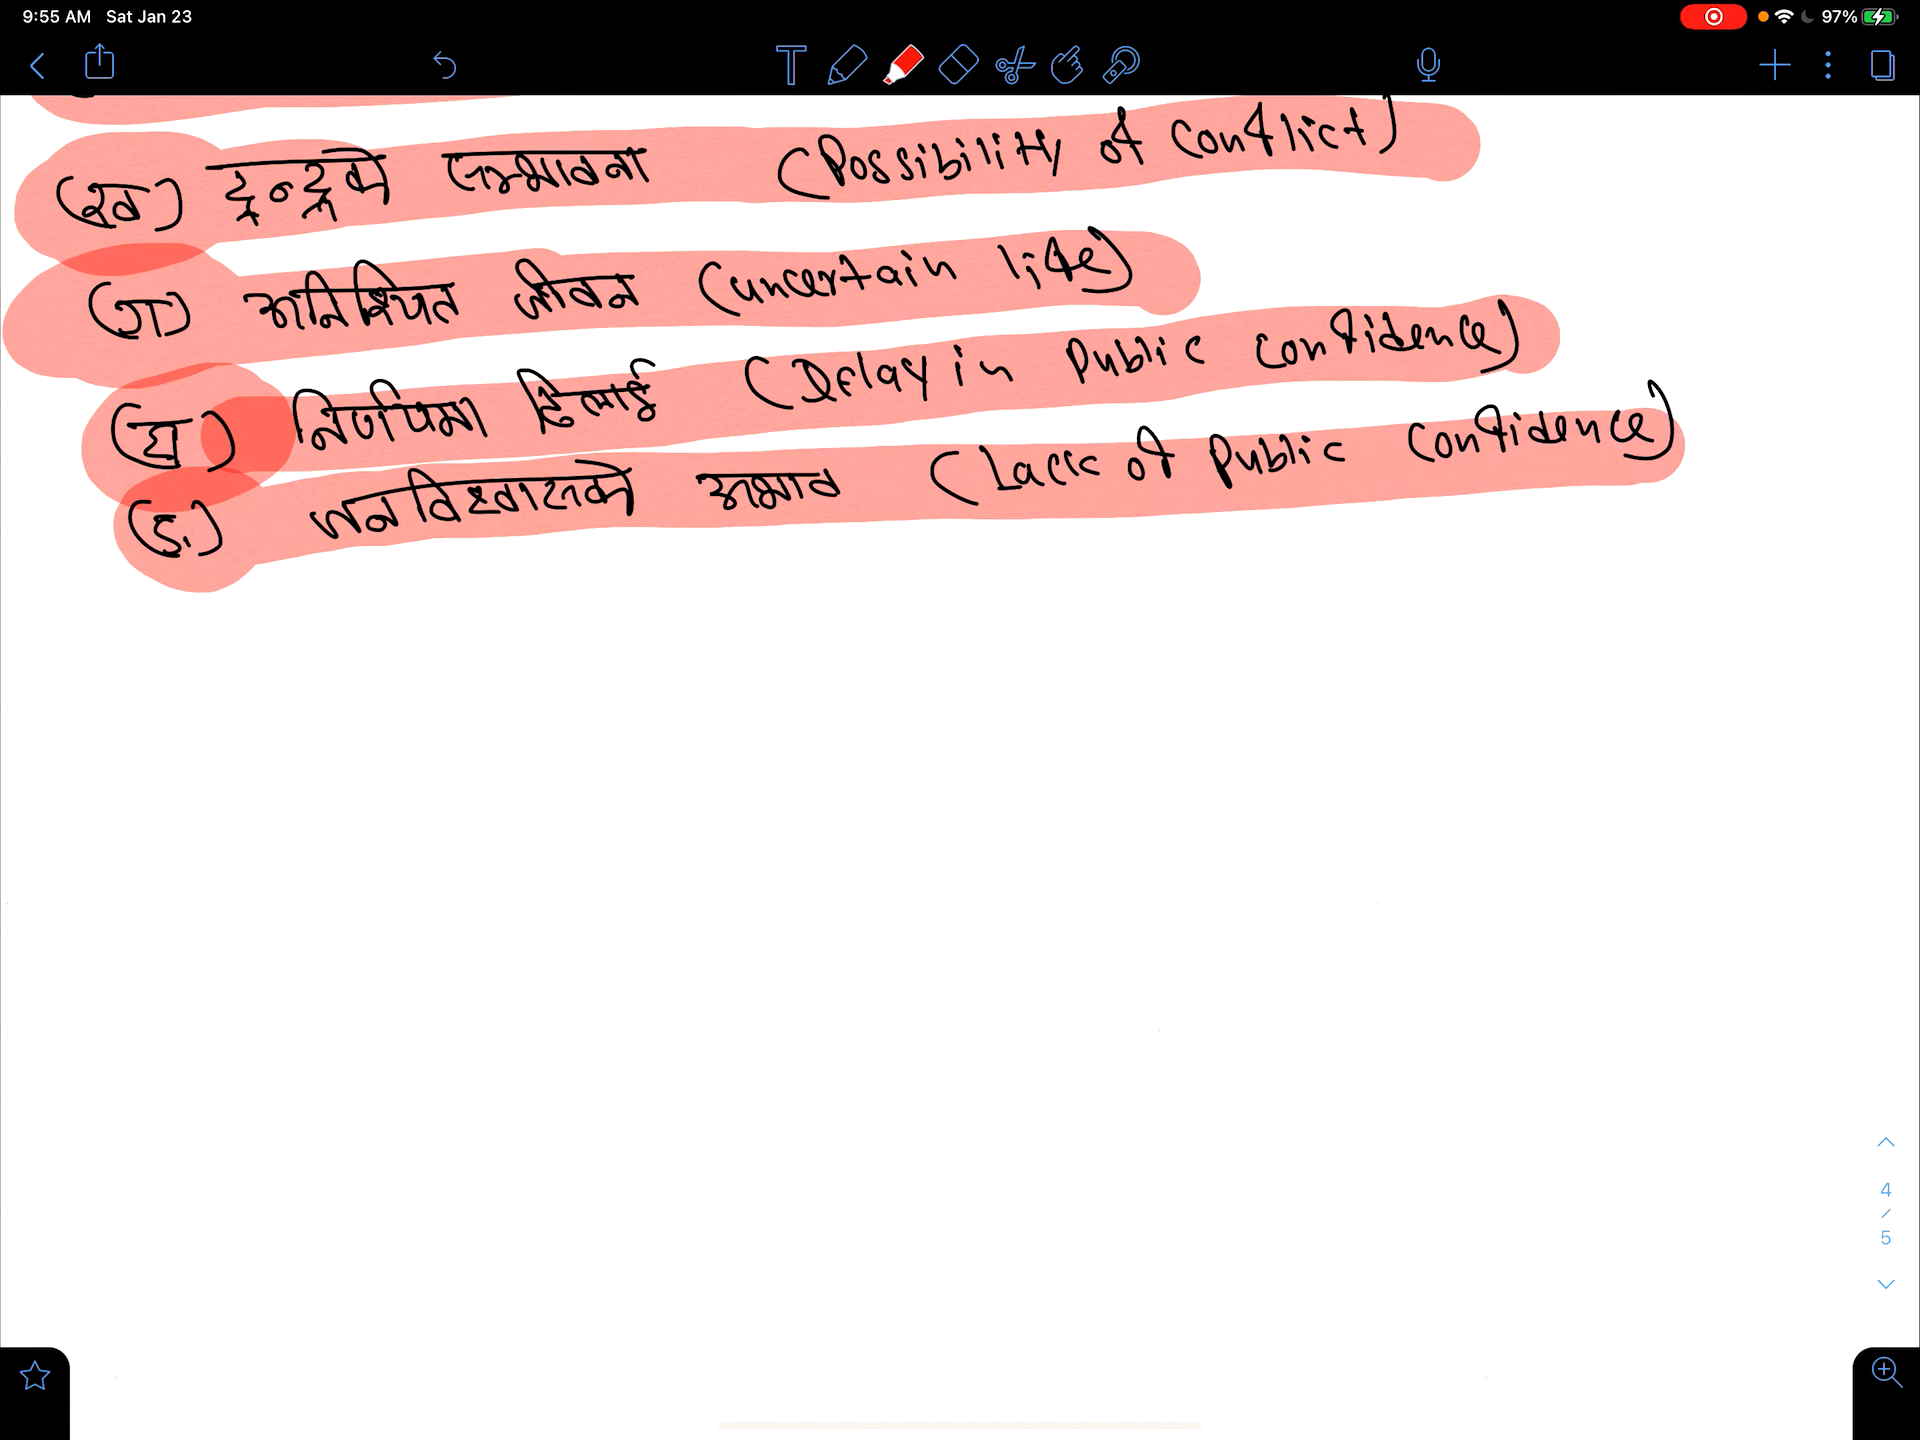 9:55 AM Sat Jan 23
97%
(ख) द्वन्द्वको सम्भावना (Possibility of Conflict)
(ग) अनिश्चित जीवन (uncertain life)
(घ) निर्णयमा ढिलाई (Delay in Public confidence)
(ङ) जनविश्वासको अभाव (Lack of Public confidence)
4
/
5